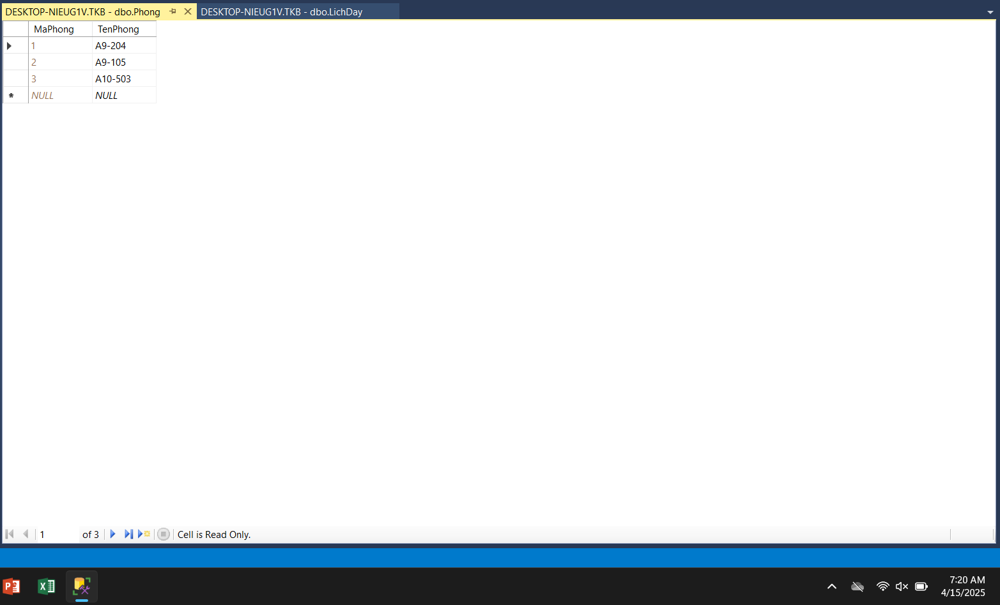 DESKTOP-NIEUG1V.TKB - dbo.Phong DESKTOP-NIEUG1V.TKB - dbo.LichDay
MaPhong TenPhong
1 A9-204
2 A9-105
3 A10-503
* NULL NULL
1 of 3 Cell is Read Only.
7:20 AM
4/15/2025